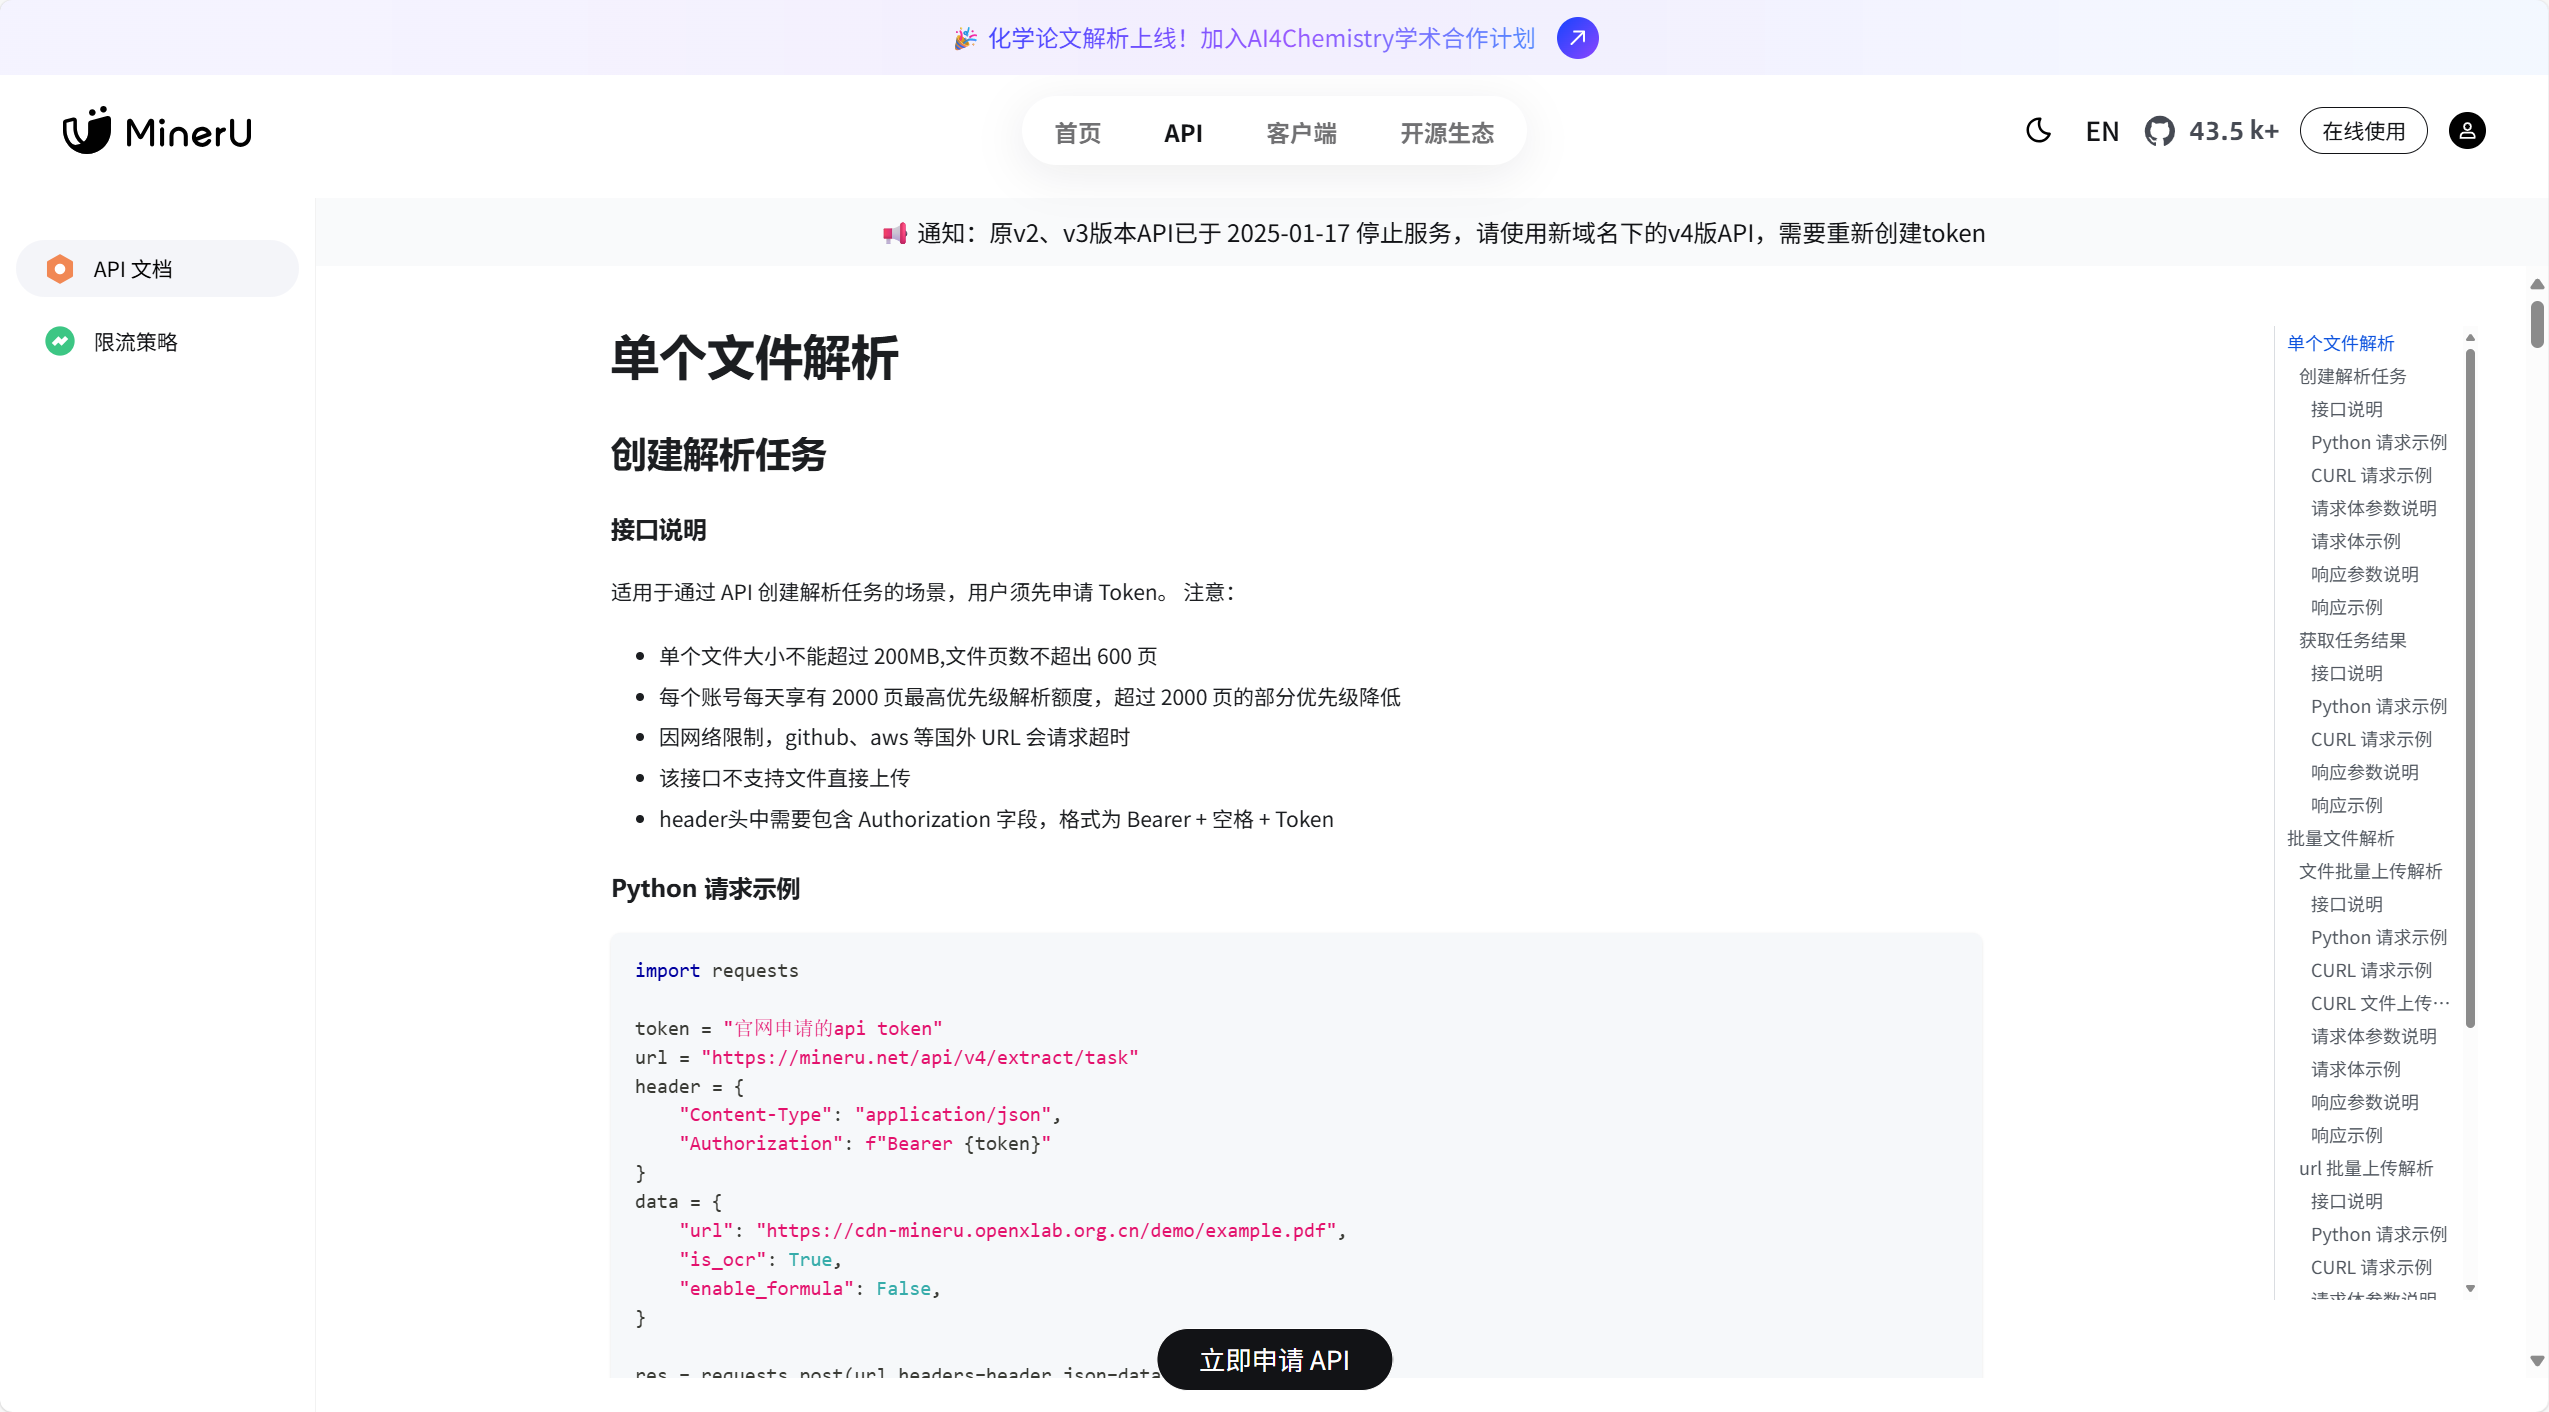 🎉 化学论文解析上线！加入AI4Chemistry学术合作计划
MinerU
首页
API
客户端
开源生态
EN
43.5 k+
在线使用
📢 通知：原v2、v3版本API已于 2025-01-17 停止服务，请使用新域名下的v4版API，需要重新创建token
API 文档
限流策略
单个文件解析
创建解析任务
接口说明
适用于通过 API 创建解析任务的场景，用户须先申请 Token。 注意：
• 单个文件大小不能超过 200MB,文件页数不超出 600 页
• 每个账号每天享有 2000 页最高优先级解析额度，超过 2000 页的部分优先级降低
• 因网络限制，github、aws 等国外 URL 会请求超时
• 该接口不支持文件直接上传
• header头中需要包含 Authorization 字段，格式为 Bearer + 空格 + Token
Python 请求示例
import requests
token = "官网申请的api token"
url = "https://mineru.net/api/v4/extract/task"
header = {
    "Content-Type": "application/json",
    "Authorization": f"Bearer {token}"
}
data = {
    "url": "https://cdn-mineru.openxlab.org.cn/demo/example.pdf",
    "is_ocr": True,
    "enable_formula": False,
}
res = requests.post(url,headers=header,json=data
立即申请 API
单个文件解析
创建解析任务
接口说明
Python 请求示例
CURL 请求示例
请求体参数说明
请求体示例
响应参数说明
响应示例
获取任务结果
接口说明
Python 请求示例
CURL 请求示例
响应参数说明
响应示例
批量文件解析
文件批量上传解析
接口说明
Python 请求示例
CURL 请求示例
CURL 文件上传…
请求体参数说明
请求体示例
响应参数说明
响应示例
url 批量上传解析
接口说明
Python 请求示例
CURL 请求示例
请求体参数说明